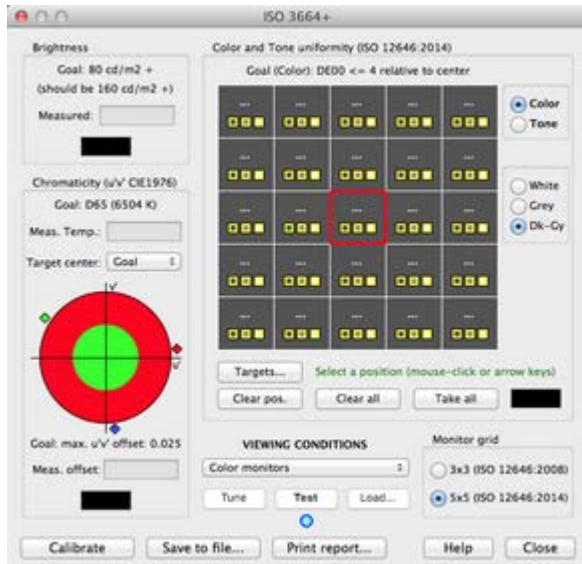 ISO 3664+
Brightness
Goal: 80 cd/m2 +
(should be 160 cd/m2 +)
Measured:
Chromaticity (u'v' CIE1976)
Goal: D65 (6504 K)
Meas. Temp.:
Target center: Goal
v'
u'
Goal: max. u'v' offset: 0.025
Meas. offset:
Color and Tone uniformity (ISO 12646:2014)
Goal (Color): DE00 <= 4 relative to center
--- --- --- --- ---
--- --- --- --- ---
--- --- --- --- ---
--- --- --- --- ---
--- --- --- --- ---
Color
Tone
White
Grey
Dk-Gy
Targets...
Select a position (mouse-click or arrow keys)
Clear pos.
Clear all
Take all
VIEWING CONDITIONS
Color monitors
Tune
Test
Load...
Monitor grid
3x3 (ISO 12646:2008)
5x5 (ISO 12646:2014)
Calibrate
Save to file...
Print report...
Help
Close